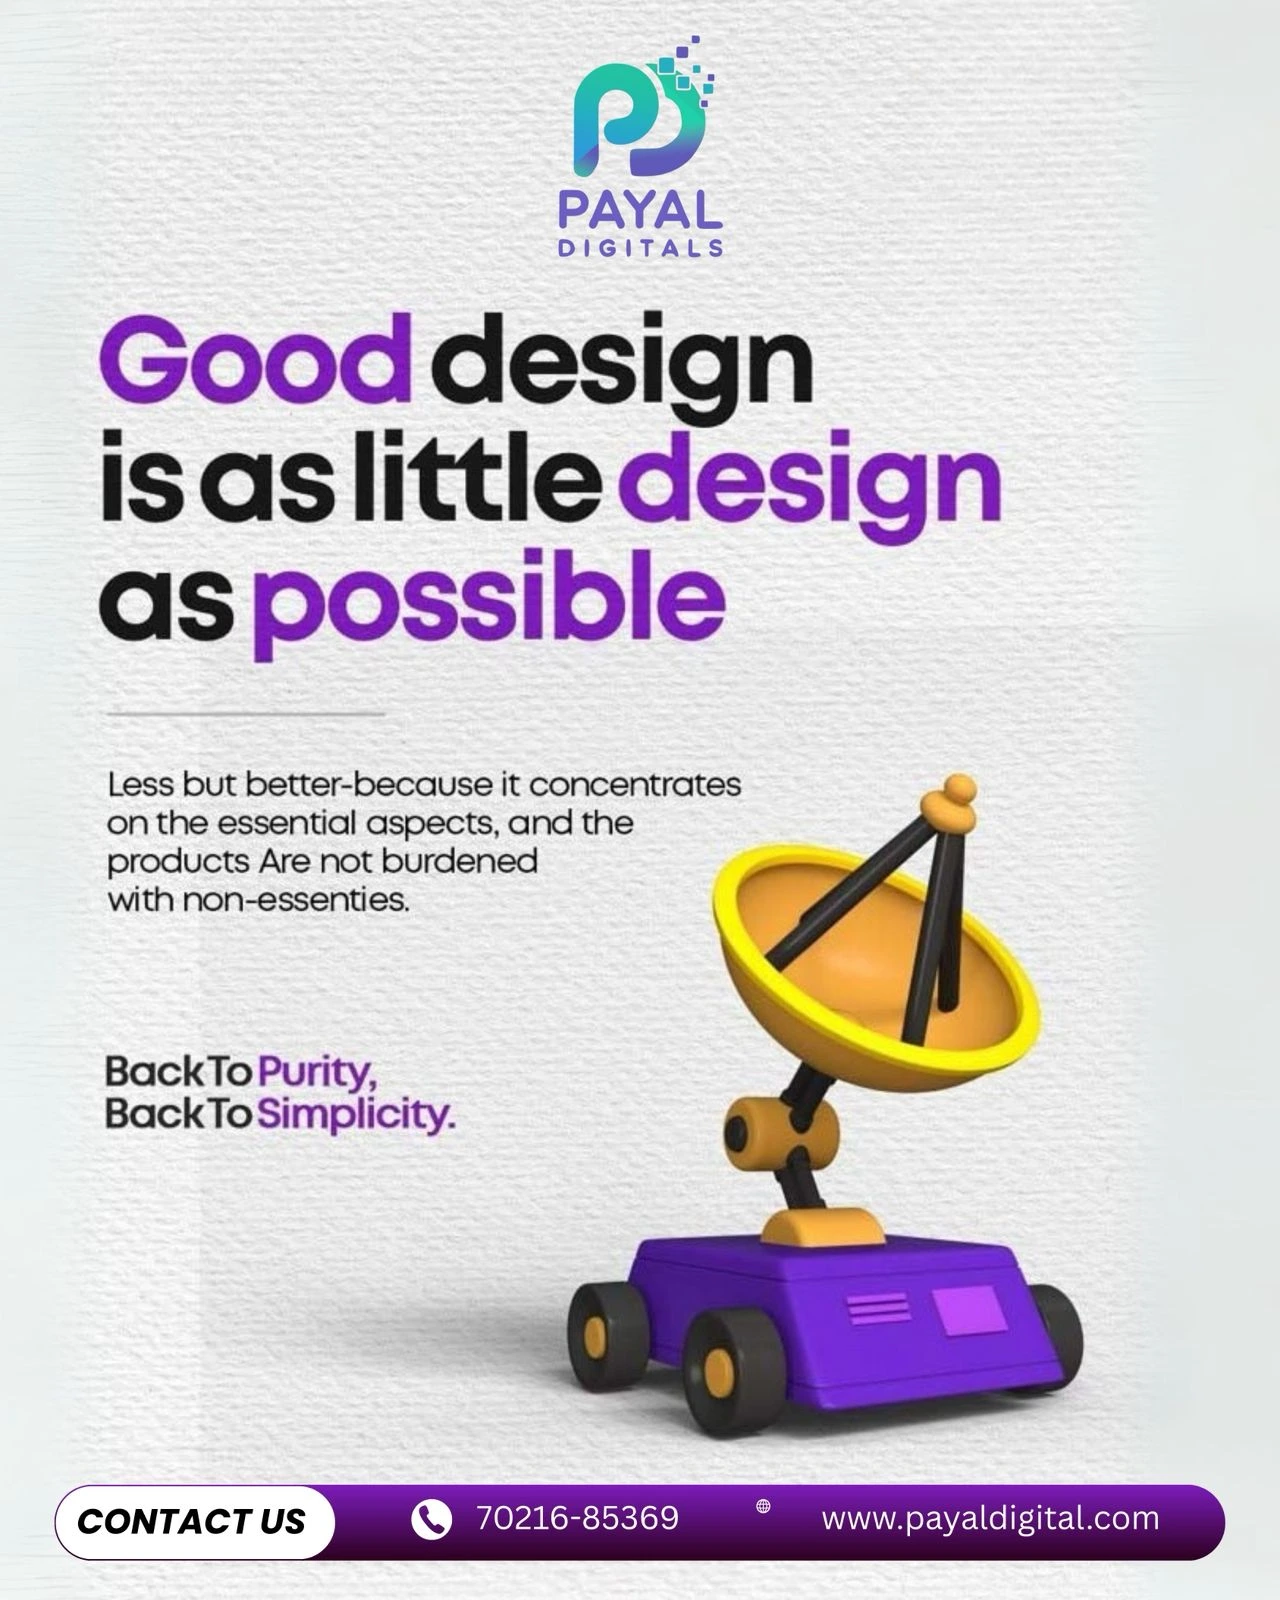 PAYAL
DIGITALS
Good design
is as little design
as possible
Less but better-because it concentrates
on the essential aspects, and the
products Are not burdened
with non-essenties.
Back To Purity,
Back To Simplicity.
CONTACT US 70216-85369 www.payaldigital.com